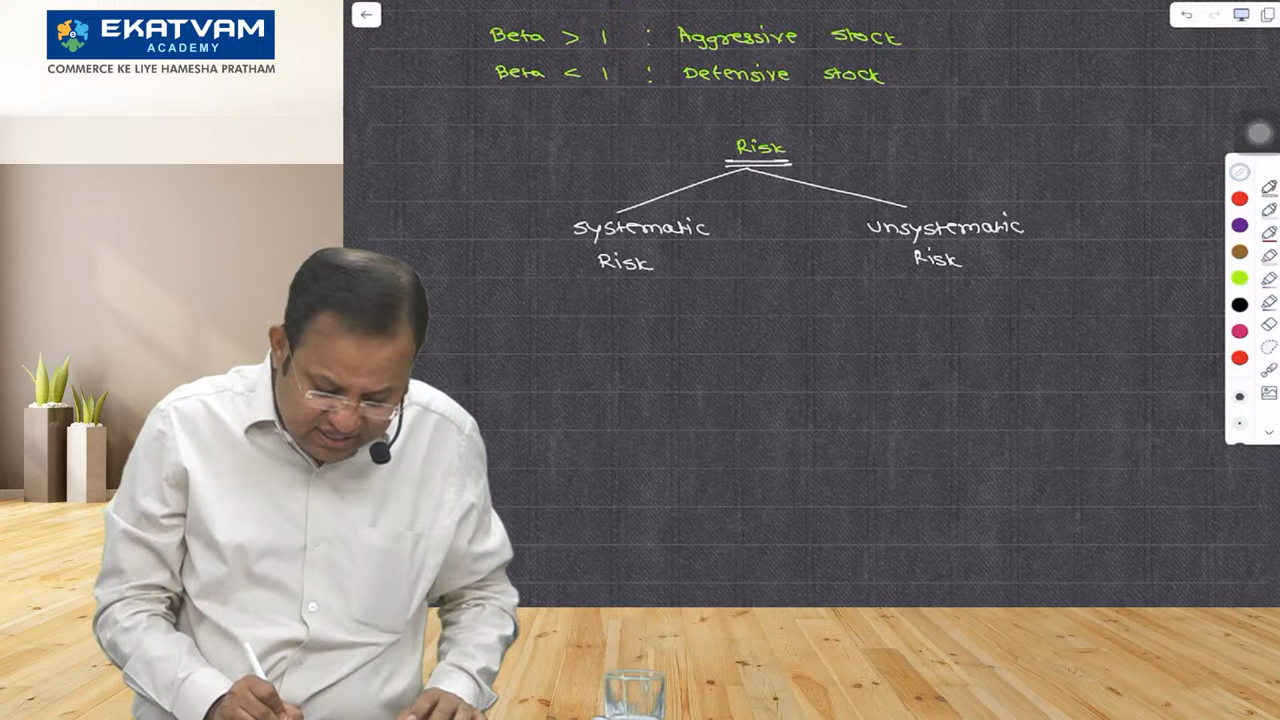 EKATVAM
ACADEMY
COMMERCE KE LIYE HAMESHA PRATHAM
Beta > 1 : Aggressive stock
Beta < 1 : Defensive stock
Risk
systematic Risk
unsystematic Risk